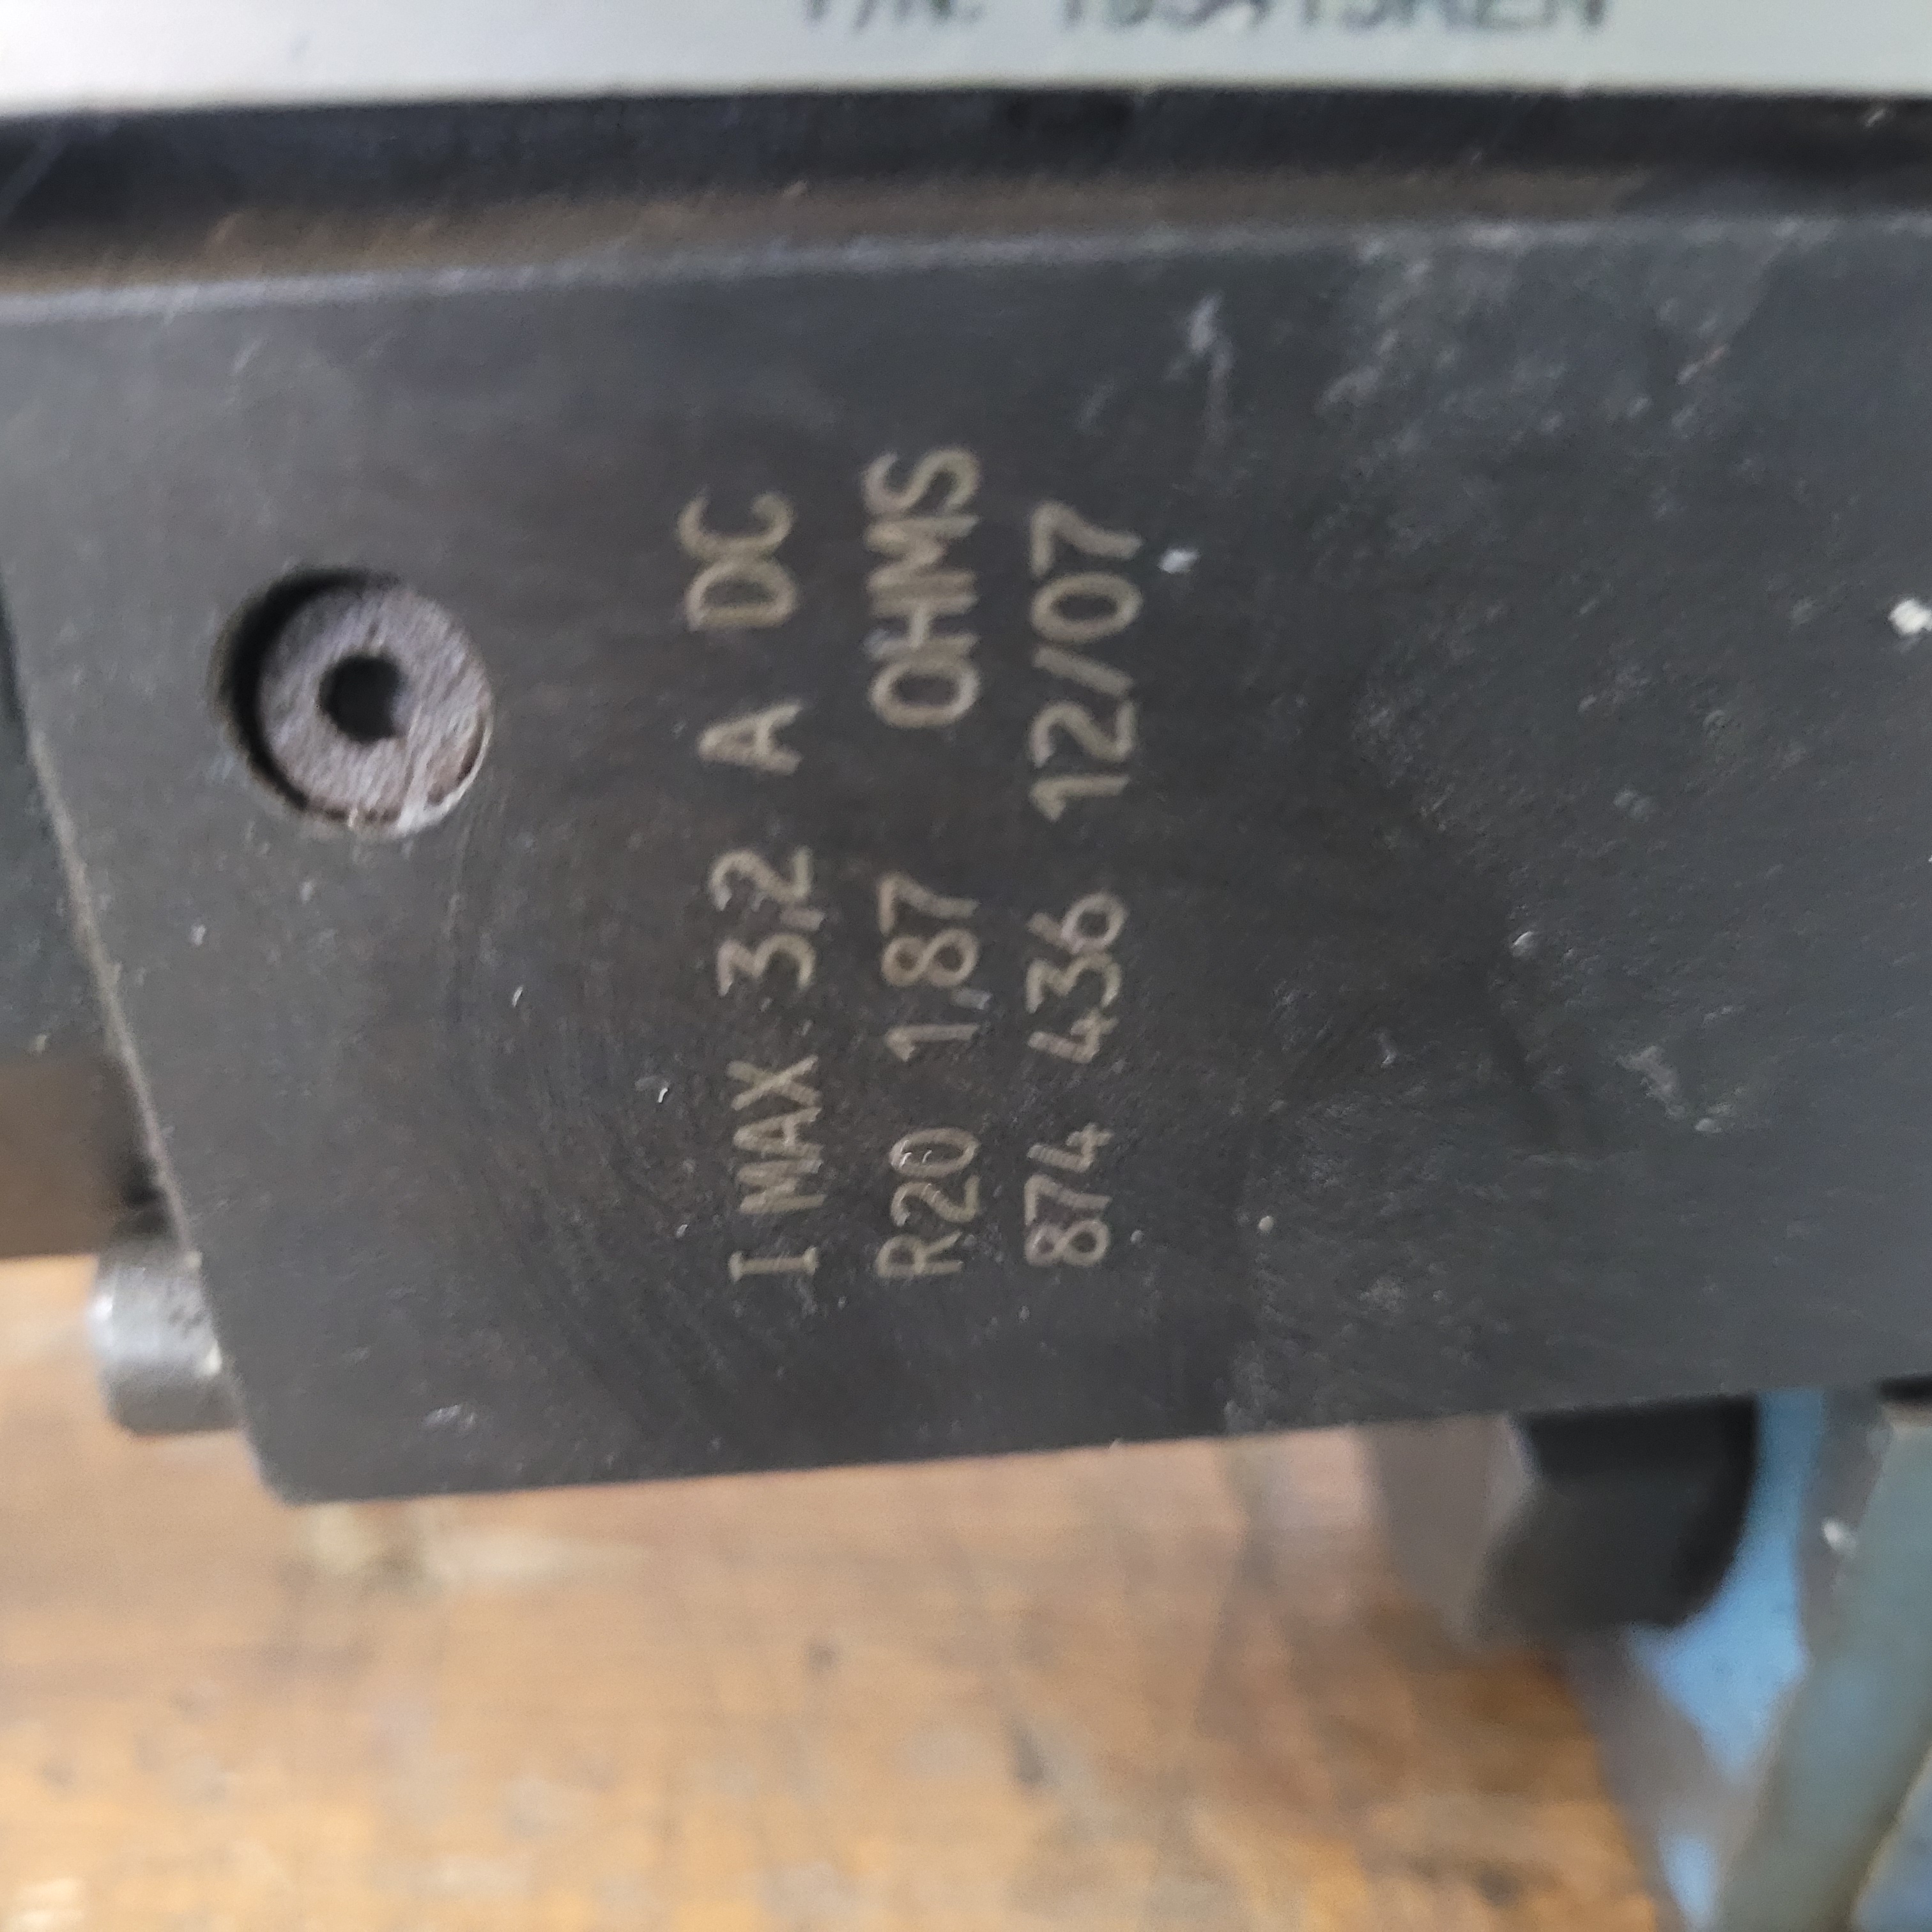 P/N:
I MAX 3,2 A DC
R20 1,87 OHMS
874 436 12/07